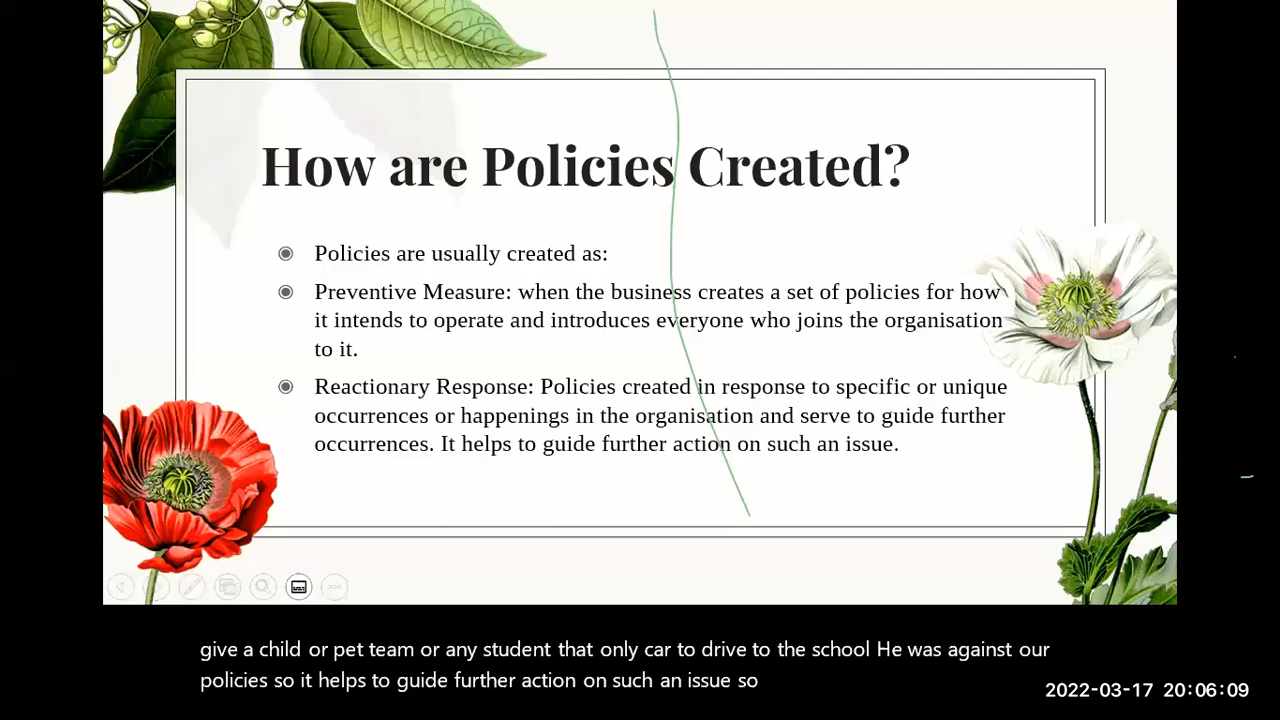 How are Policies Created?
Policies are usually created as:
Preventive Measure: when the business creates a set of policies for how
it intends to operate and introduces everyone who joins the organisation
to it.
Reactionary Response: Policies created in response to specific or unique
occurrences or happenings in the organisation and serve to guide further
occurrences. It helps to guide further action on such an issue.
give a child or pet team or any student that only car to drive to the school He was against our
policies so it helps to guide further action on such an issue so
2022-03-17 20:06:09